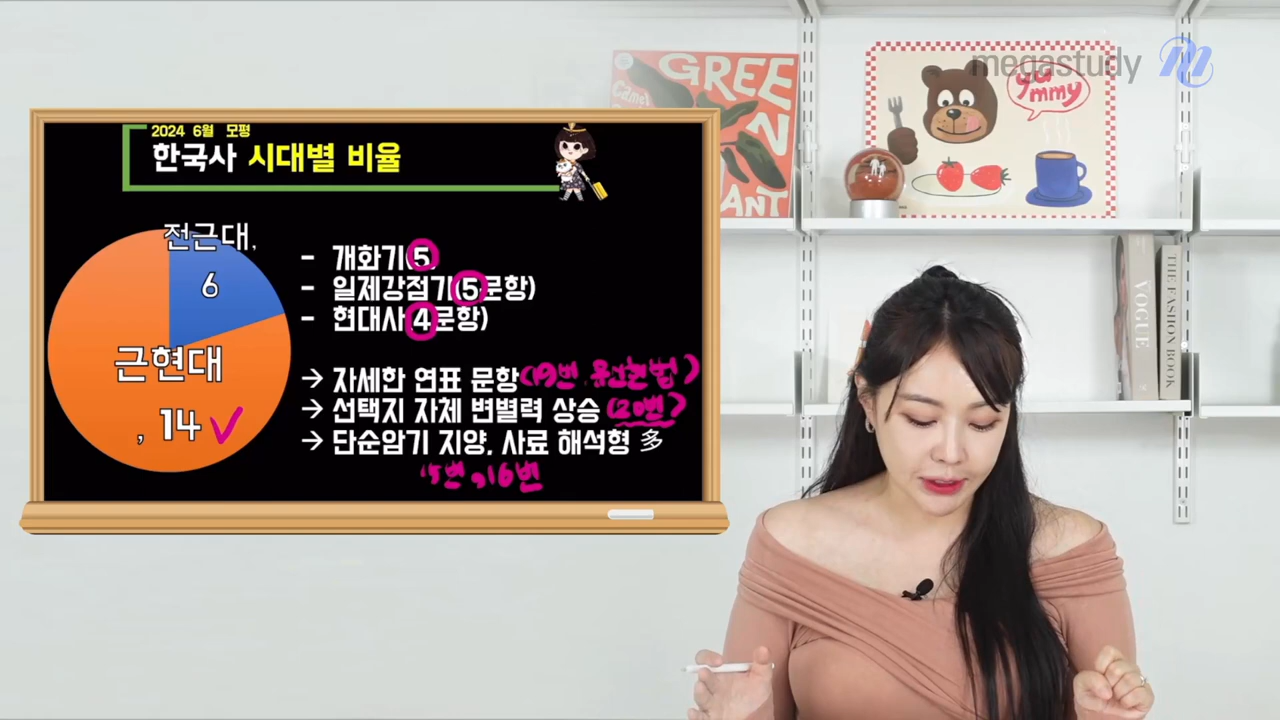 megastudy
GREEN
Camel
PLANT
yummy
VOGUE
THE FASHION BOOK
2024 6월 모평
한국사 시대별 비율
전근대,
6
근현대
, 14
- 개화기(5
- 일제강점기(5문항)
- 현대사(4문항)
→ 자세한 연표 문항(19번, 유신헌법)
→ 선택지 자체 변별력 상승 (20번)
→ 단순암기 지양, 사료 해석형 多
15번, 16번